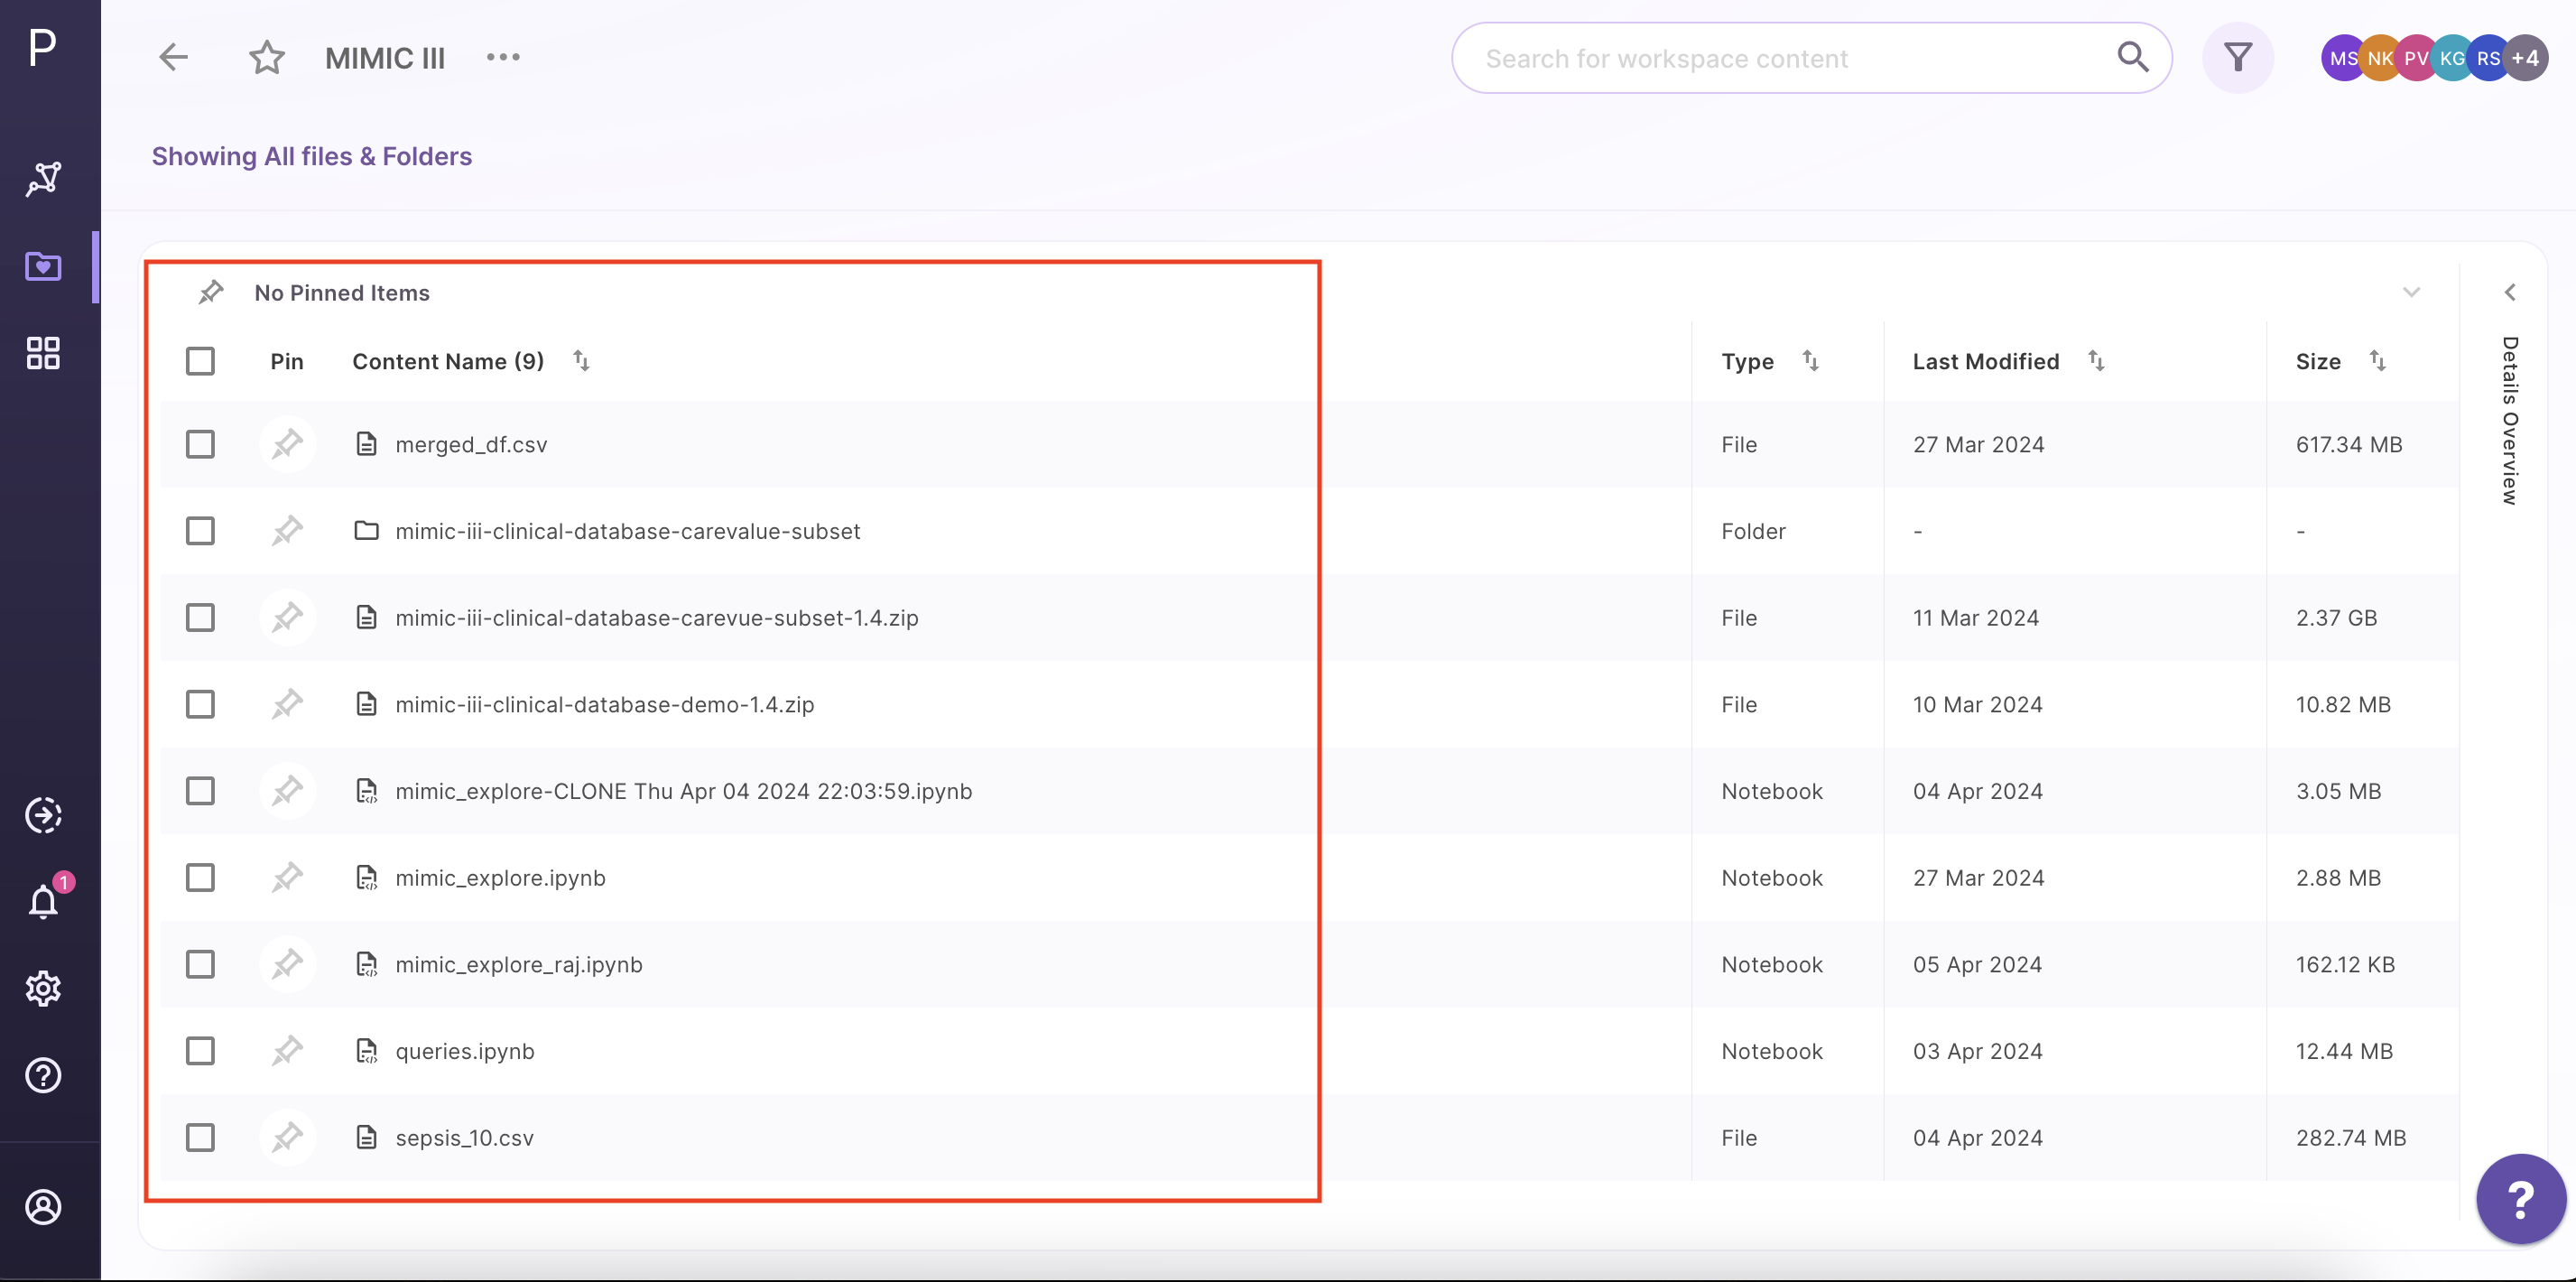 P
MIMIC III
Search for workspace content
MS NK PV KG RS +4
Showing All files & Folders
No Pinned Items
Pin Content Name (9) Type Last Modified Size
merged_df.csv File 27 Mar 2024 617.34 MB
mimic-iii-clinical-database-carevalue-subset Folder - -
mimic-iii-clinical-database-carevue-subset-1.4.zip File 11 Mar 2024 2.37 GB
mimic-iii-clinical-database-demo-1.4.zip File 10 Mar 2024 10.82 MB
mimic_explore-CLONE Thu Apr 04 2024 22:03:59.ipynb Notebook 04 Apr 2024 3.05 MB
mimic_explore.ipynb Notebook 27 Mar 2024 2.88 MB
mimic_explore_raj.ipynb Notebook 05 Apr 2024 162.12 KB
queries.ipynb Notebook 03 Apr 2024 12.44 MB
sepsis_10.csv File 04 Apr 2024 282.74 MB
Details Overview
1
?
?